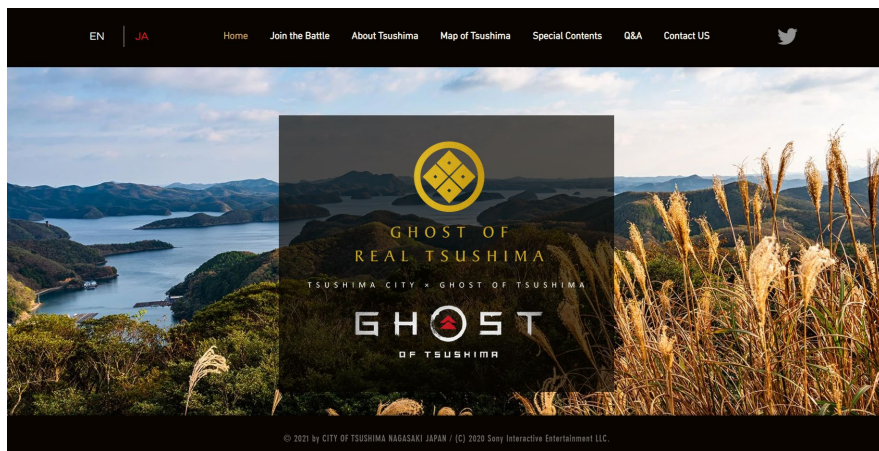 EN
JA
Home
Join the Battle
About Tsushima
Map of Tsushima
Special Contents
Q&A
Contact US
GHOST OF
REAL TSUSHIMA
TSUSHIMA CITY × GHOST OF TSUSHIMA
GHOST
OF TSUSHIMA
© 2021 by CITY OF TSUSHIMA NAGASAKI JAPAN / (C) 2020 Sony Interactive Entertainment LLC.